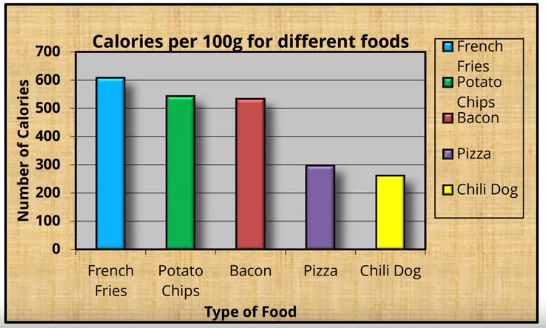 Calories per 100g for different foods
Number of Calories
700
600
500
400
300
200
100
0
French
Fries
Potato
Chips
Bacon
Pizza
Chili Dog
Type of Food
French
Fries
Potato
Chips
Bacon
Pizza
Chili Dog